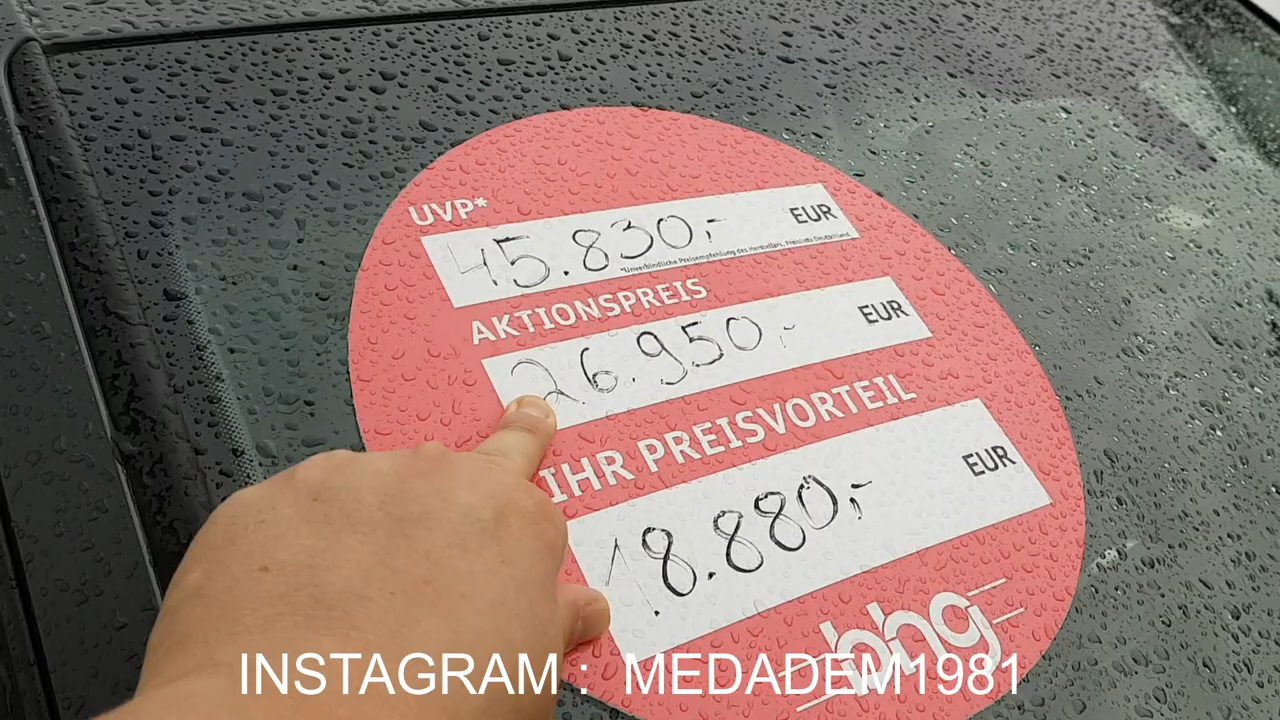 UVP*
45.830,- EUR
*Unverbindliche Preisempfehlung des Herstellers, Preisliste Deutschland.
AKTIONSPREIS
26.950,- EUR
IHR PREISVORTEIL
18.880,- EUR
bhg
INSTAGRAM : MEDADEM1981